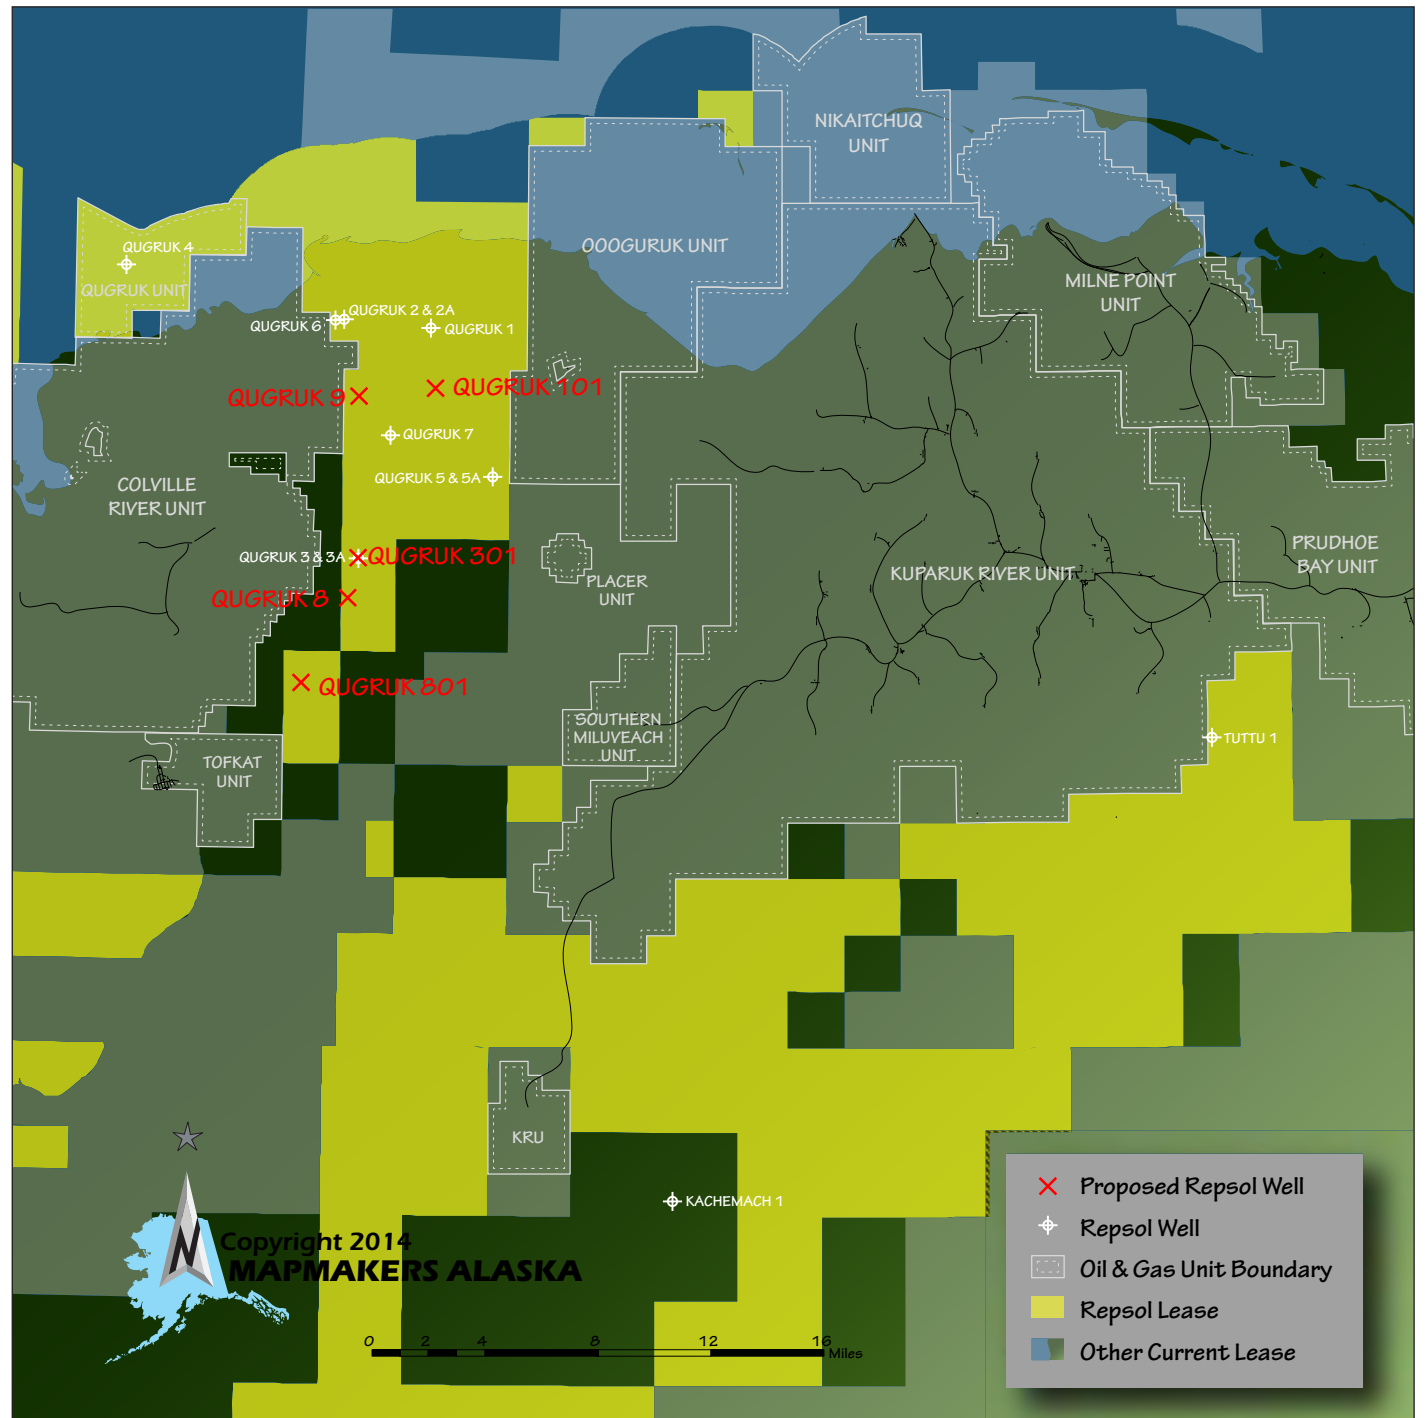 NIKAITCHUQ
UNIT
QUGRUK 4
OOOGURUK UNIT
QUGRUK UNIT
MILNE POINT
UNIT
QUGRUK 2 & 2A
QUGRUK 6
QUGRUK 1
QUGRUK 9
QUGRUK 101
QUGRUK 7
QUGRUK 5 & 5A
COLVILLE
RIVER UNIT
QUGRUK 3 & 3A
QUGRUK 301
PRUDHOE
BAY UNIT
KUPARUK RIVER UNIT
PLACER
UNIT
QUGRUK 8
QUGRUK 801
SOUTHERN
MILUVEACH
UNIT
TUTTU 1
TOFKAT
UNIT
KRU
KACHEMACH 1
Proposed Repsol Well
Repsol Well
Oil & Gas Unit Boundary
Repsol Lease
Other Current Lease
N
Copyright 2014
MAPMAKERS ALASKA
0 2 4 8 12 16
Miles